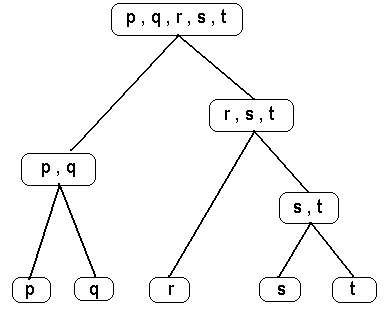 p , q , r , s , t
r , s , t
p , q
s , t
p q r s t